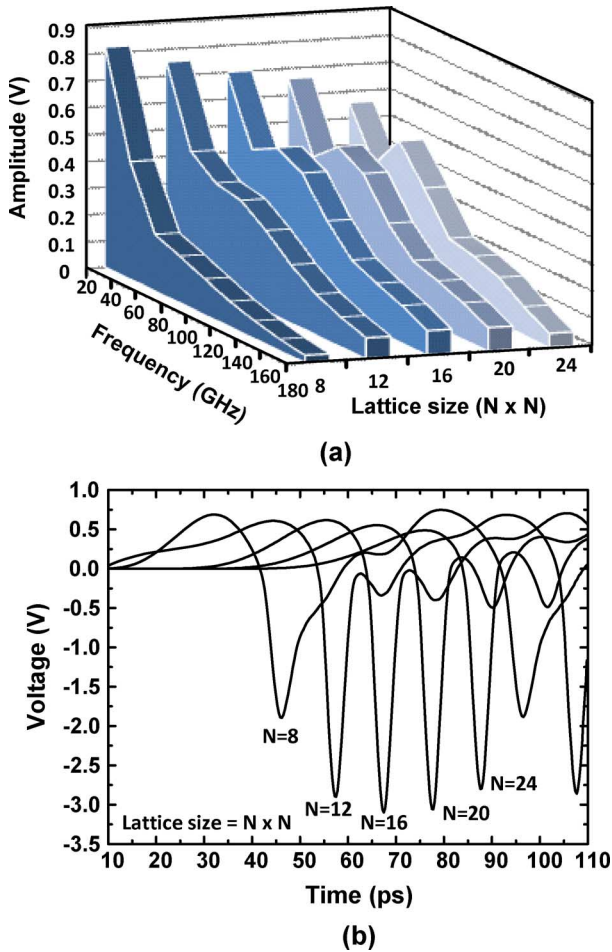 0.9
0.8
0.7
0.6
0.5
0.4
0.3
0.2
0.1
0
Amplitude (V)
20
40
60
80
100
120
140
160
180
Frequency (GHz)
8
12
16
20
24
Lattice size (N x N)
(a)
1.0
0.5
0.0
-0.5
-1.0
-1.5
-2.0
-2.5
-3.0
-3.5
Voltage (V)
N=8
N=12
N=16
N=20
N=24
Lattice size = N x N
10 20 30 40 50 60 70 80 90 100 110
Time (ps)
(b)